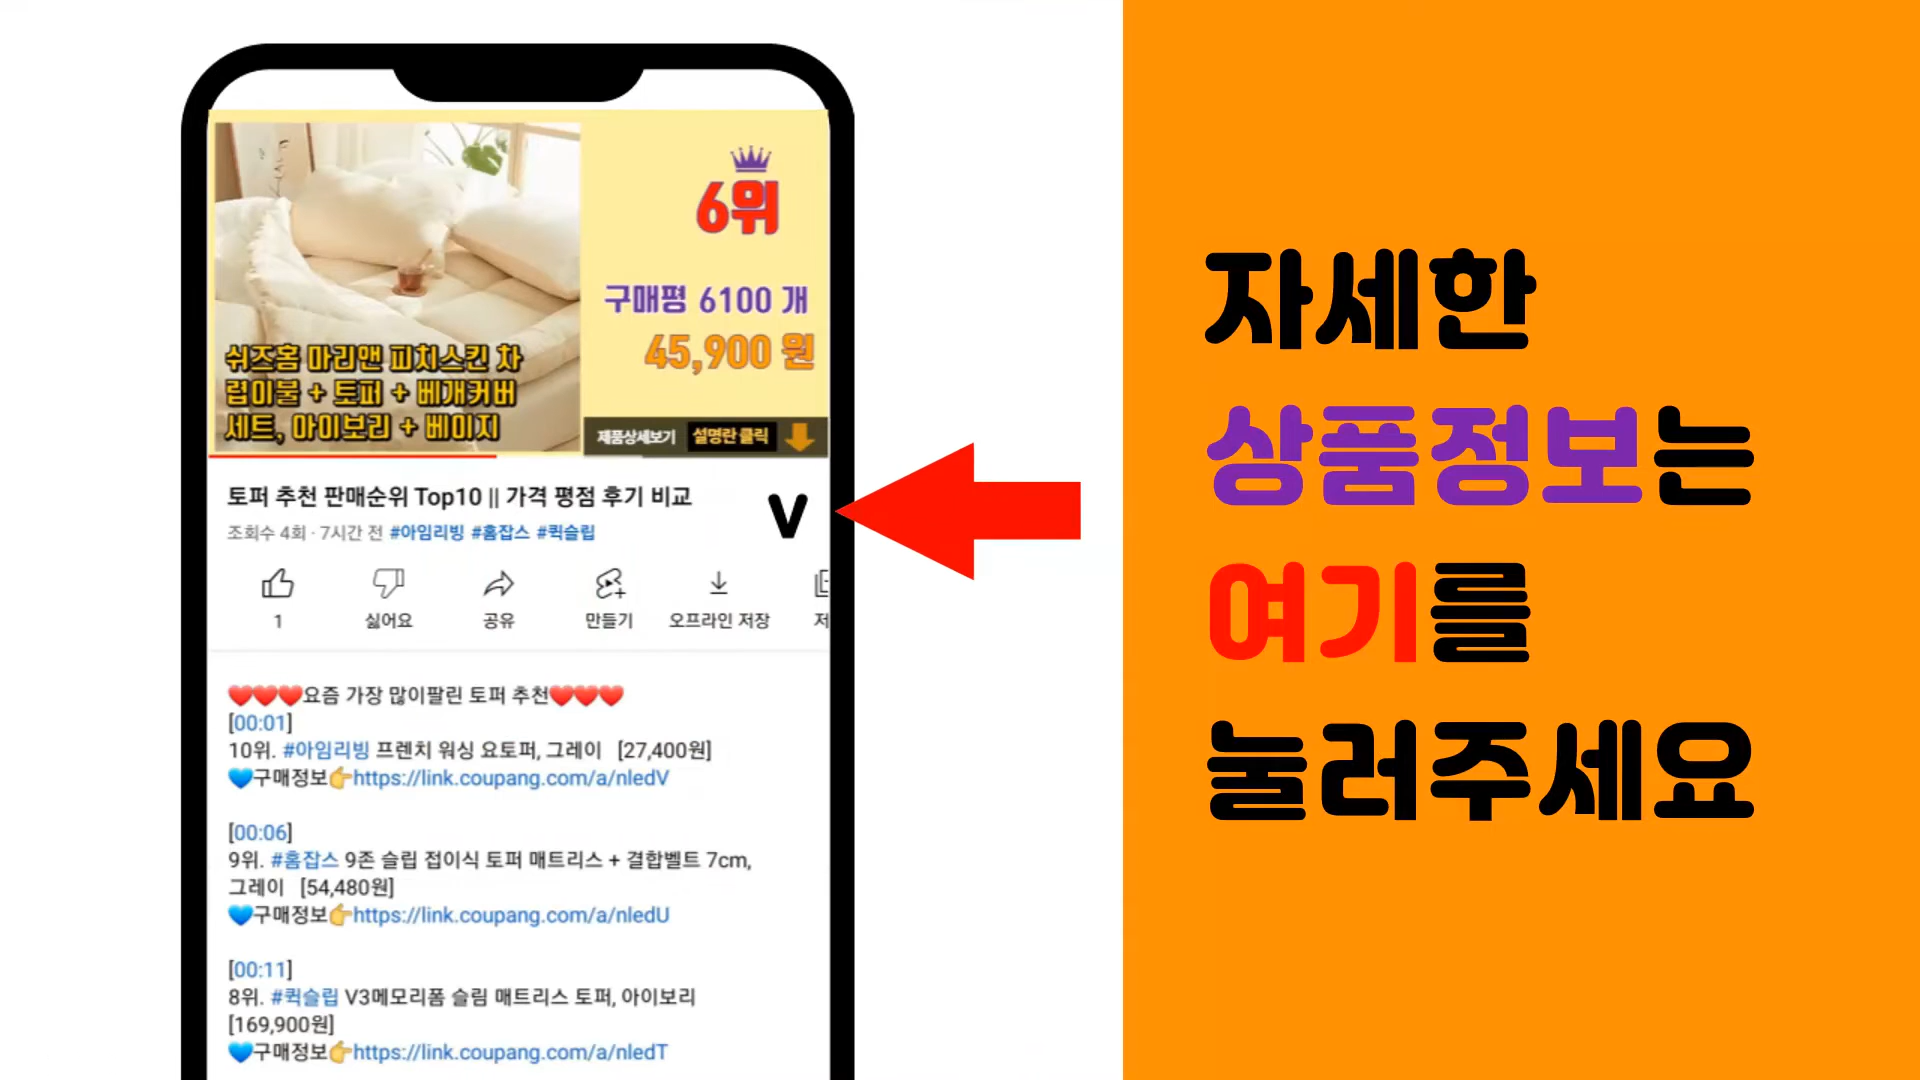 6위
구매평 6100 개
45,900 원
쉬즈홈 마리앤 피치스킨 차
렵이불 + 토퍼 + 베개커버
세트, 아이보리 + 베이지
제품상세보기 설명란 클릭
토퍼 추천 판매순위 Top10 || 가격 평점 후기 비교
V
조회수 4회 · 7시간 전 #아임리빙 #홈잡스 #퀵슬립
1 싫어요 공유 만들기 오프라인 저장 저
❤️❤️❤️요즘 가장 많이팔린 토퍼 추천❤️❤️❤️
[00:01]
10위. #아임리빙 프렌치 워싱 요토퍼, 그레이 [27,400원]
💙구매정보👉https://link.coupang.com/a/nledV
[00:06]
9위. #홈잡스 9존 슬립 접이식 토퍼 매트리스 + 결합벨트 7cm,
그레이 [54,480원]
💙구매정보👉https://link.coupang.com/a/nledU
[00:11]
8위. #퀵슬립 V3메모리폼 슬림 매트리스 토퍼, 아이보리
[169,900원]
💙구매정보👉https://link.coupang.com/a/nledT
자세한
상품정보는
여기를
눌러주세요